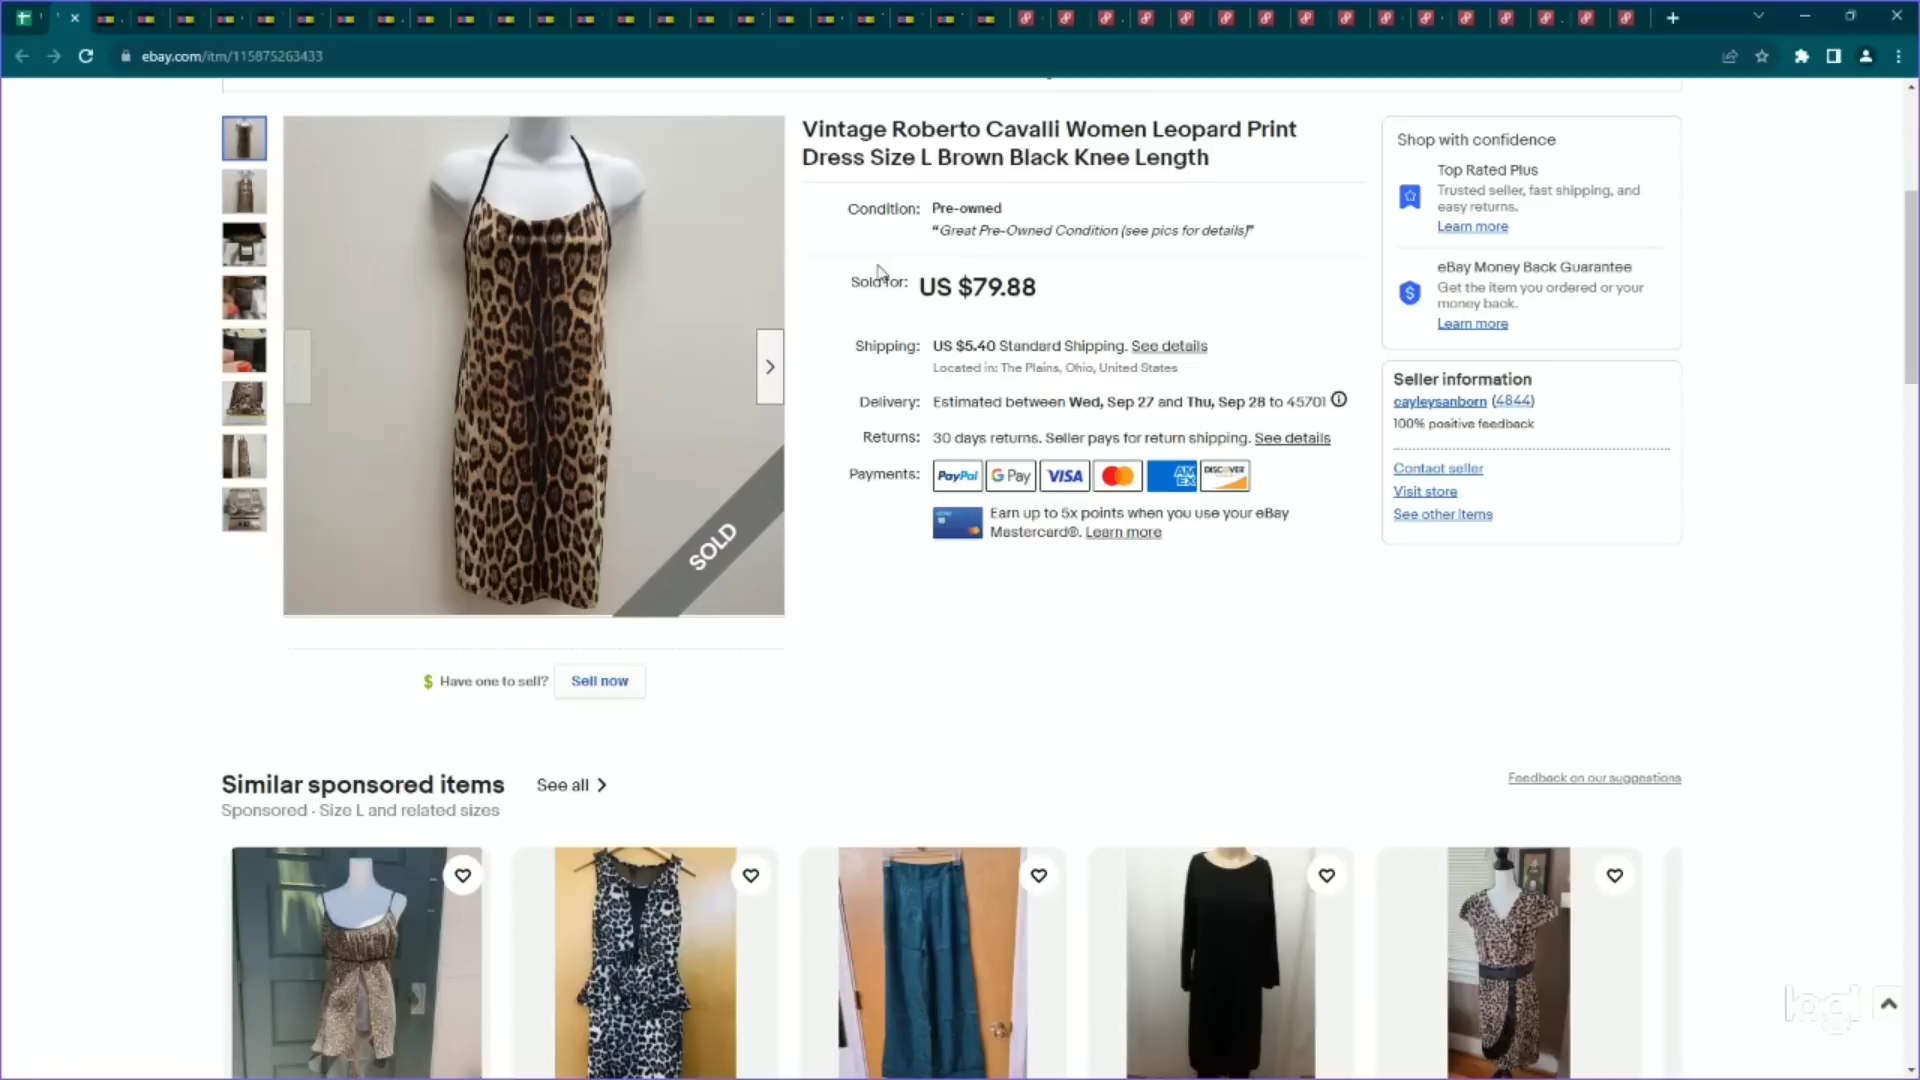 ebay.com/itm/115875263433
Vintage Roberto Cavalli Women Leopard Print
Dress Size L Brown Black Knee Length
Condition: Pre-owned
"Great Pre-Owned Condition (see pics for details)"
Sold for: US $79.88
Shipping: US $5.40 Standard Shipping. See details
Located in: The Plains, Ohio, United States
Delivery: Estimated between Wed, Sep 27 and Thu, Sep 28 to 45701
Returns: 30 days returns. Seller pays for return shipping. See details
Payments: PayPal G Pay VISA AM EX DISCOVER
Earn up to 5x points when you use your eBay
Mastercard®. Learn more
Shop with confidence
Top Rated Plus
Trusted seller, fast shipping, and
easy returns.
Learn more
eBay Money Back Guarantee
Get the item you ordered or your
money back.
Learn more
Seller information
cayleysanborn (4844)
100% positive feedback
Contact seller
Visit store
See other items
SOLD
$ Have one to sell? Sell now
Similar sponsored items See all
Sponsored · Size L and related sizes
Feedback on our suggestions
logi